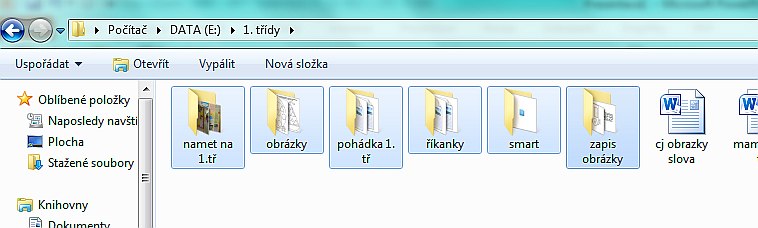 Počítač ▸ DATA (E:) ▸ 1. třídy ▸
Uspořádat Otevřít Vypálit Nová složka
Oblíbené položky
Naposledy navšti
Plocha
Stažené soubory
Knihovny
Dokumenty
namet na
1.tř
obrázky
pohádka 1.
tř
říkanky
smart
zapis
obrázky
cj obrazky
slova
mam